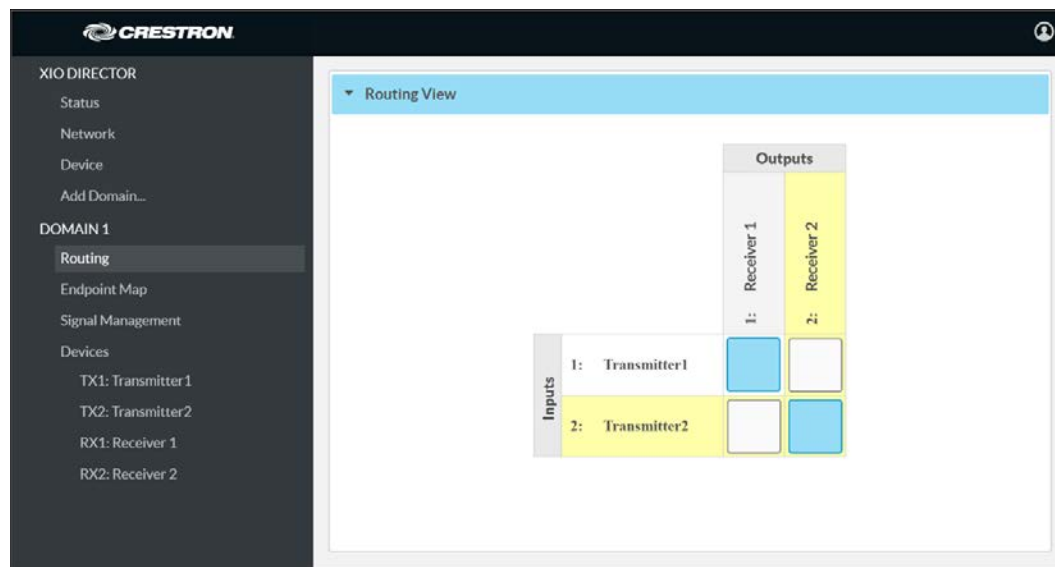 CRESTRON
XIO DIRECTOR
Status
Network
Device
Add Domain...
DOMAIN 1
Routing
Endpoint Map
Signal Management
Devices
TX1: Transmitter1
TX2: Transmitter2
RX1: Receiver 1
RX2: Receiver 2
Routing View
Outputs
1: Receiver 1
2: Receiver 2
Inputs
1: Transmitter1
2: Transmitter2